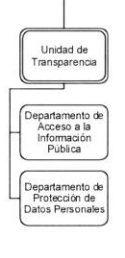 Unidad de
Transparencia
Departamento de
Acceso a la
Información
Pública
Departamento de
Protección de
Datos Personales